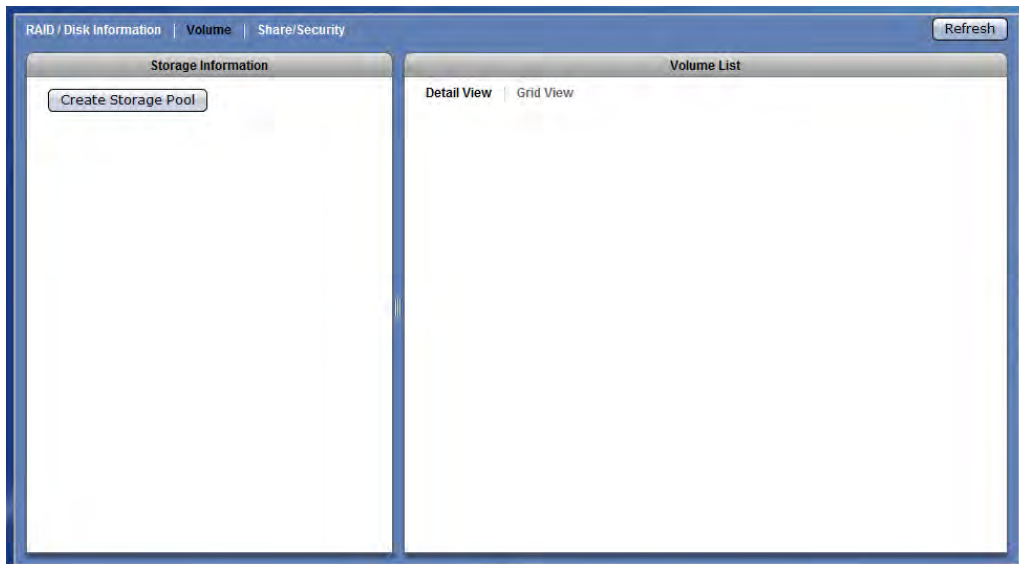 RAID / Disk Information | Volume | Share/Security
Refresh
Storage Information
Create Storage Pool
Volume List
Detail View | Grid View